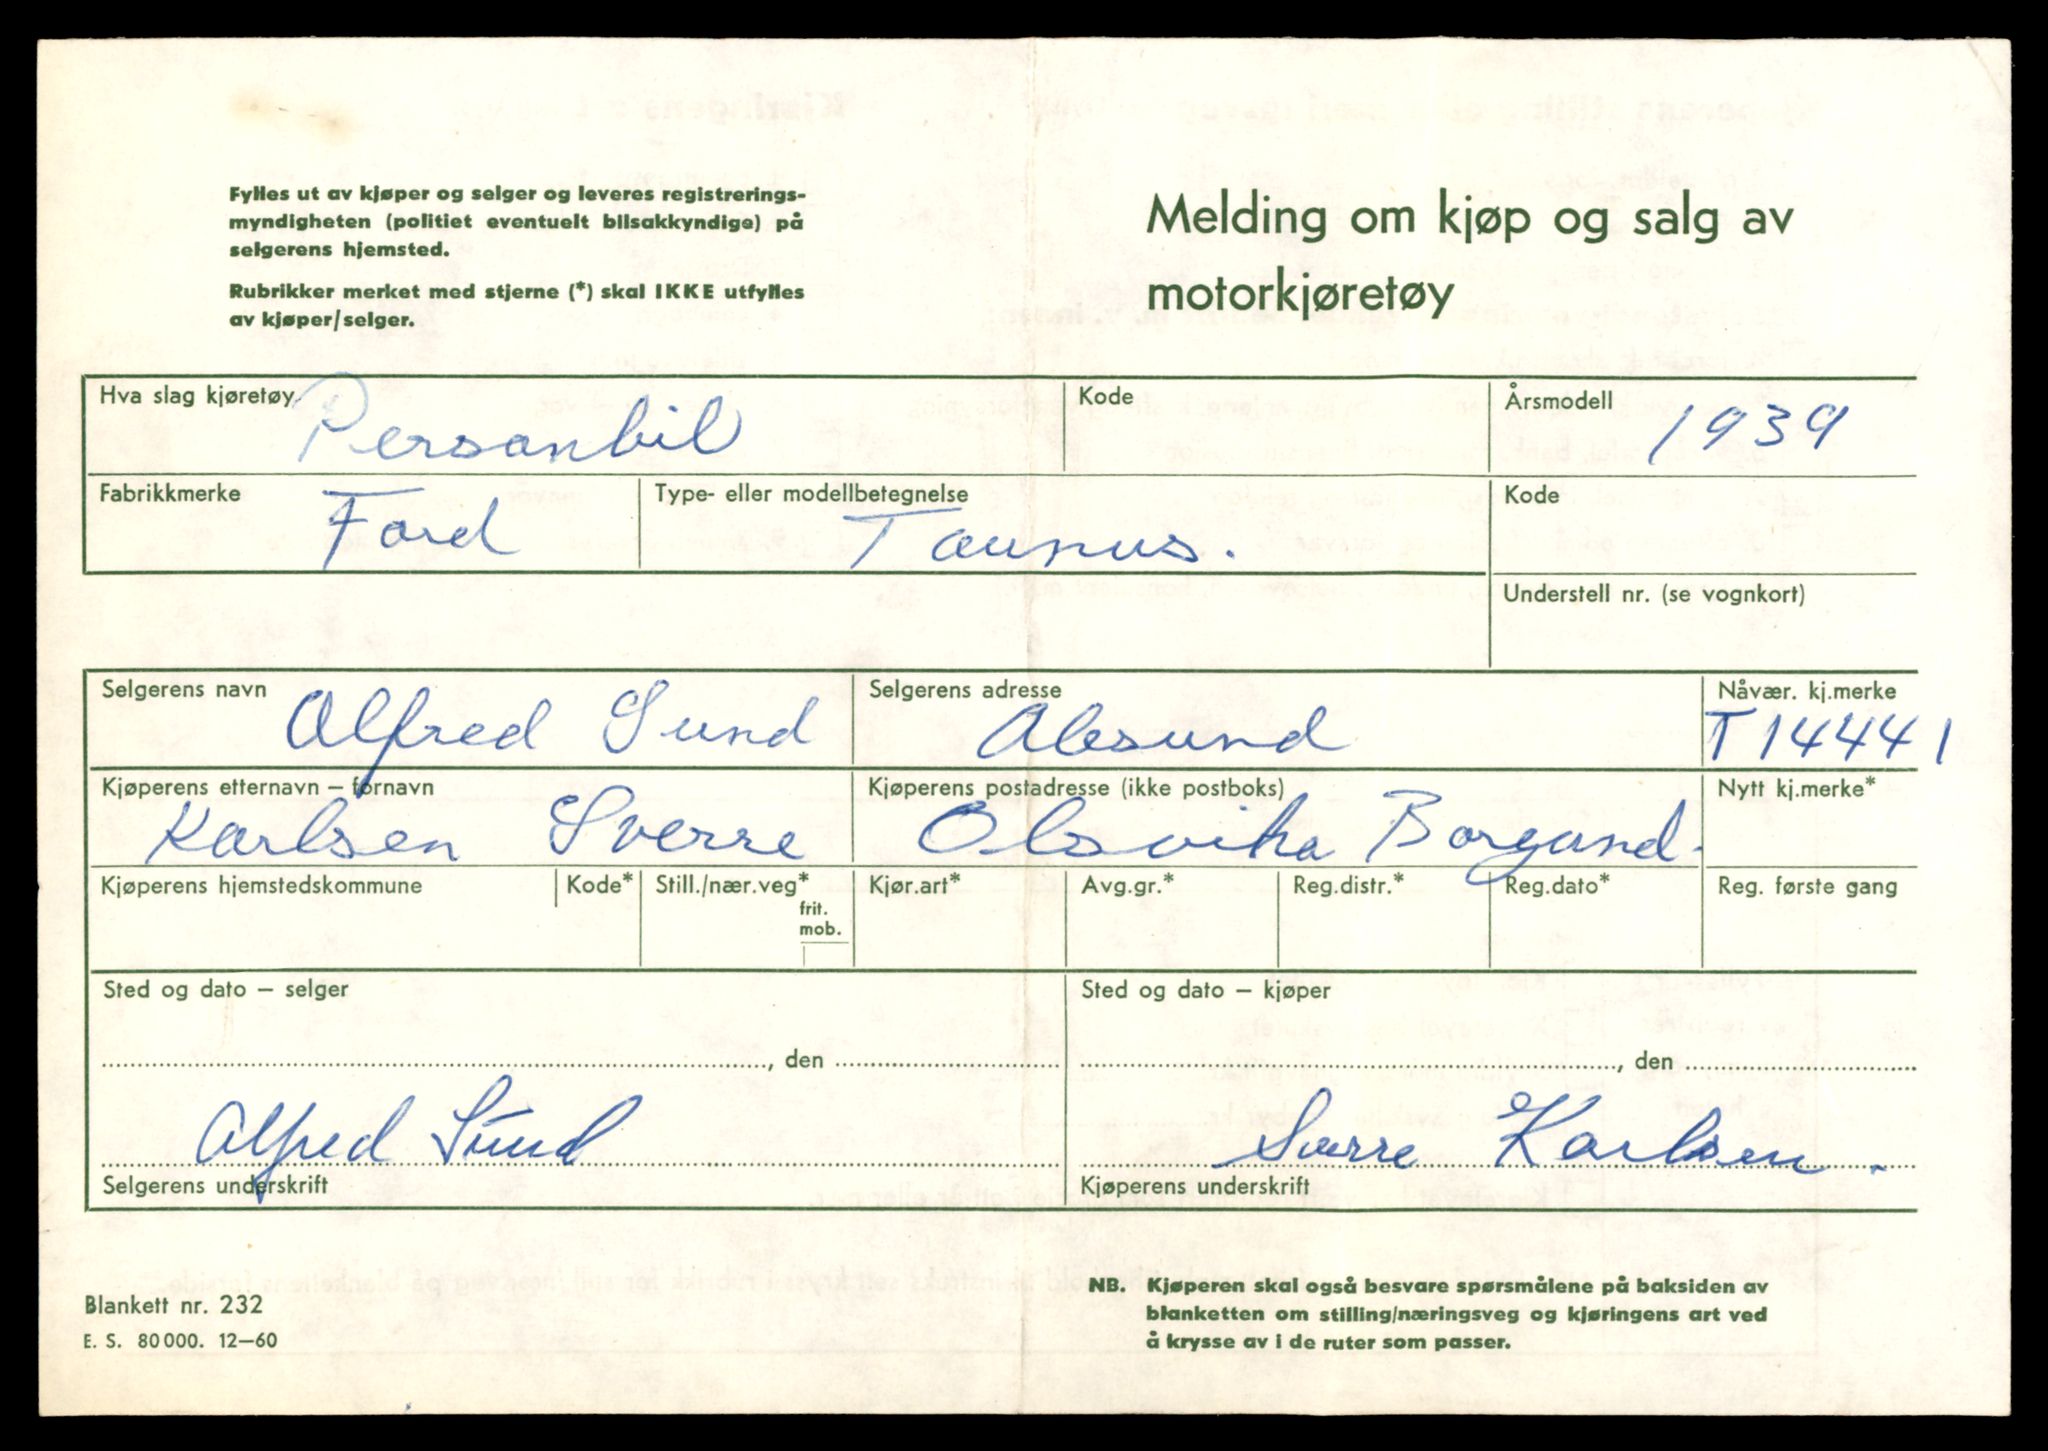 Fylles ut av kjøper og selger og leveres registrerings-
myndigheten (politiet eventuelt bilsakkyndige) på
selgerens hjemsted.
Rubrikker merket med stjerne (*) skal IKKE utfylles
av kjøper/selger.
Melding om kjøp og salg av
motorkjøretøy
Hva slag kjøretøy Personbil
Kode
Årsmodell 1939
Fabrikkmerke Ford
Type- eller modellbetegnelse Taunus.
Kode
Understell nr. (se vognkort)
Selgerens navn Alfred Sund
Selgerens adresse Alesund
Nåvær. kj.merke T 14441
Kjøperens etternavn – fornavn Karlsen Sverre
Kjøperens postadresse (ikke postboks) Olsvika Borgund.
Nytt kj.merke*
Kjøperens hjemstedskommune
Kode*
Still./nær.veg*
frit.
mob.
Kjør.art*
Avg.gr.*
Reg.distr.*
Reg.dato*
Reg. første gang
Sted og dato – selger
, den
Alfred Sund
Selgerens underskrift
Sted og dato – kjøper
, den
Sverre Karlsen.
Kjøperens underskrift
Blankett nr. 232
E. S. 80 000. 12–60
NB. Kjøperen skal også besvare spørsmålene på baksiden av
blanketten om stilling/næringsveg og kjøringens art ved
å krysse av i de ruter som passer.